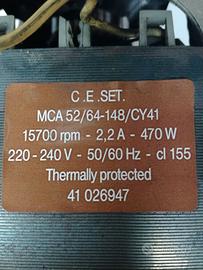 C.E.SET.
MCA 52/64-148/CY41
15700 rpm - 2,2 A - 470 W
220 - 240 V - 50/60 Hz - cl 155
Thermally protected
41 026947